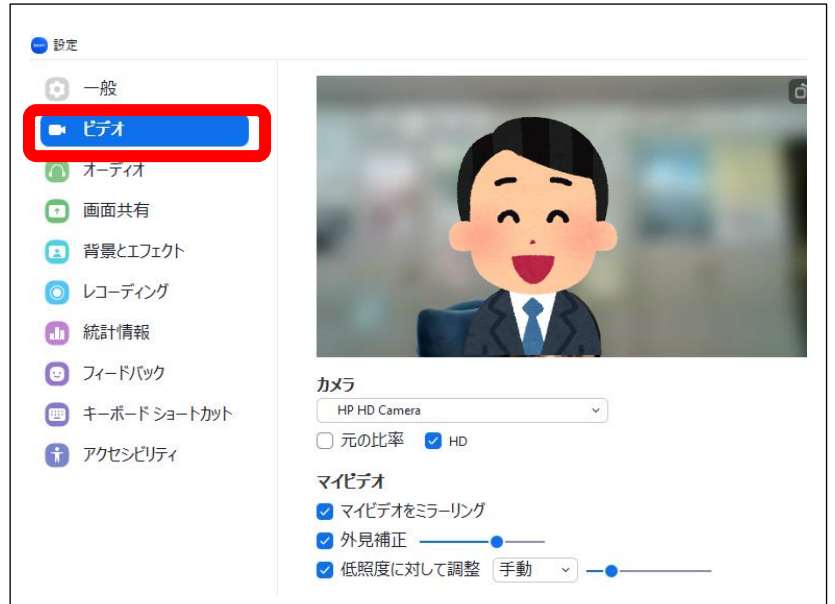 設定
一般
ビデオ
オーディオ
画面共有
背景とエフェクト
レコーディング
統計情報
フィードバック
キーボード ショートカット
アクセシビリティ
カメラ
HP HD Camera
元の比率 HD
マイビデオ
マイビデオをミラーリング
外見補正
低照度に対して調整 手動